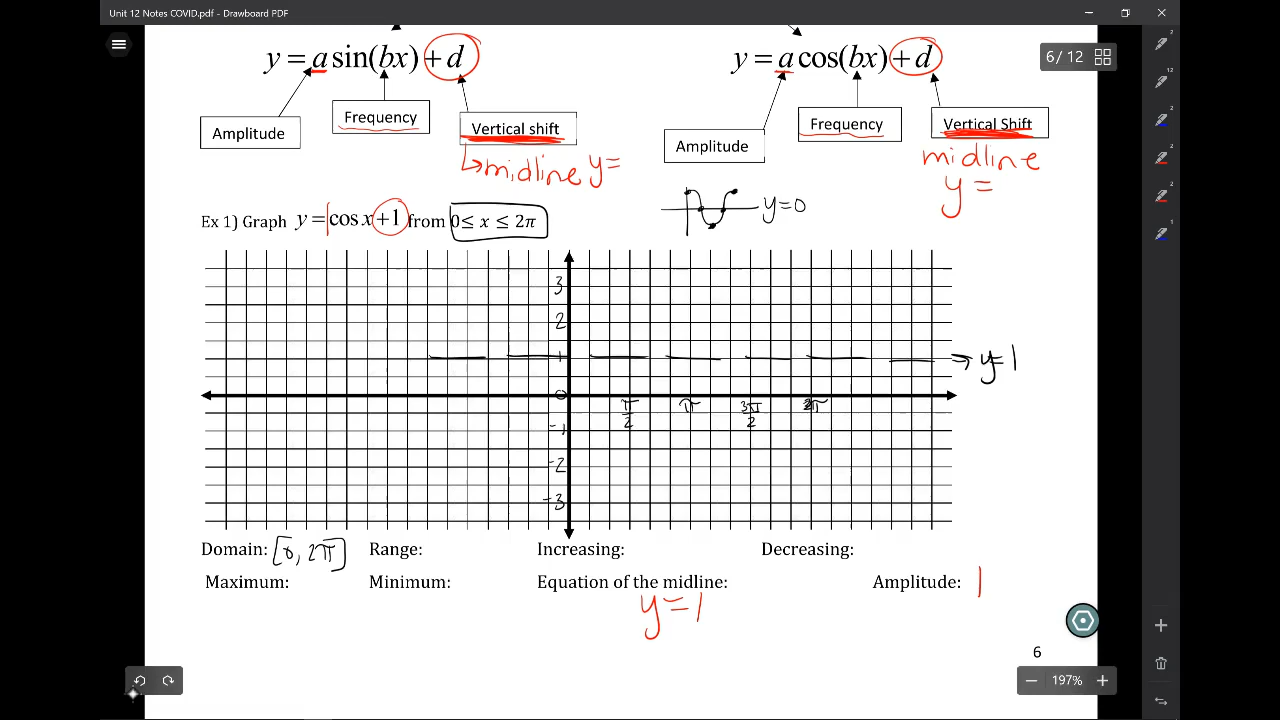 Unit 12 Notes COVID.pdf - Drawboard PDF
6 / 12
y = a sin(bx) + d
y = a cos(bx) + d
Amplitude
Frequency
Vertical shift
Amplitude
Frequency
Vertical Shift
midline y =
midline
y =
Ex 1) Graph y = 1cos x + 1 from 0 ≤ x ≤ 2π
y=0
3
2
1
0
-1
-2
-3
π/2
π
3π/2
2π
y=1
Domain: [0, 2π] Range: Increasing: Decreasing:
Maximum: Minimum: Equation of the midline: Amplitude: 1
y=1
6
197%